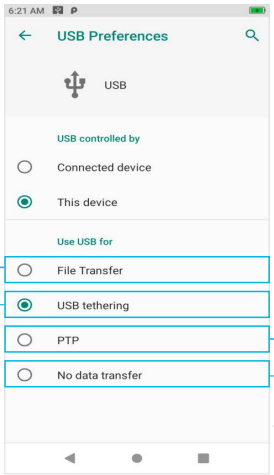 6:21 AM P
USB Preferences
USB
USB controlled by
Connected device
This device
Use USB for
File Transfer
USB tethering
PTP
No data transfer